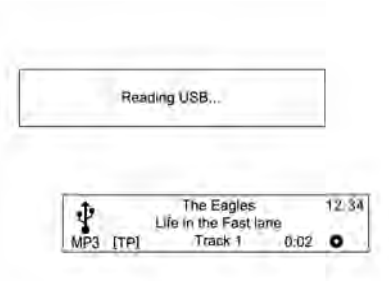 Reading USB...
The Eagles 12 34
Life in the Fast lane
MP3 [TP] Track 1 0:02